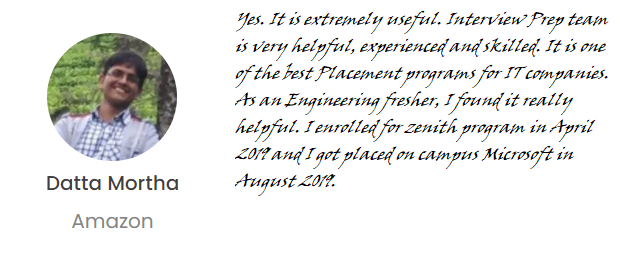 Yes. It is extremely useful. Interview Prep team
is very helpful, experienced and skilled. It is one
of the best Placement programs for IT companies.
As an Engineering fresher, I found it really
helpful. I enrolled for zenith program in April
2019 and I got placed on campus Microsoft in
August 2019.
Datta Mortha
Amazon